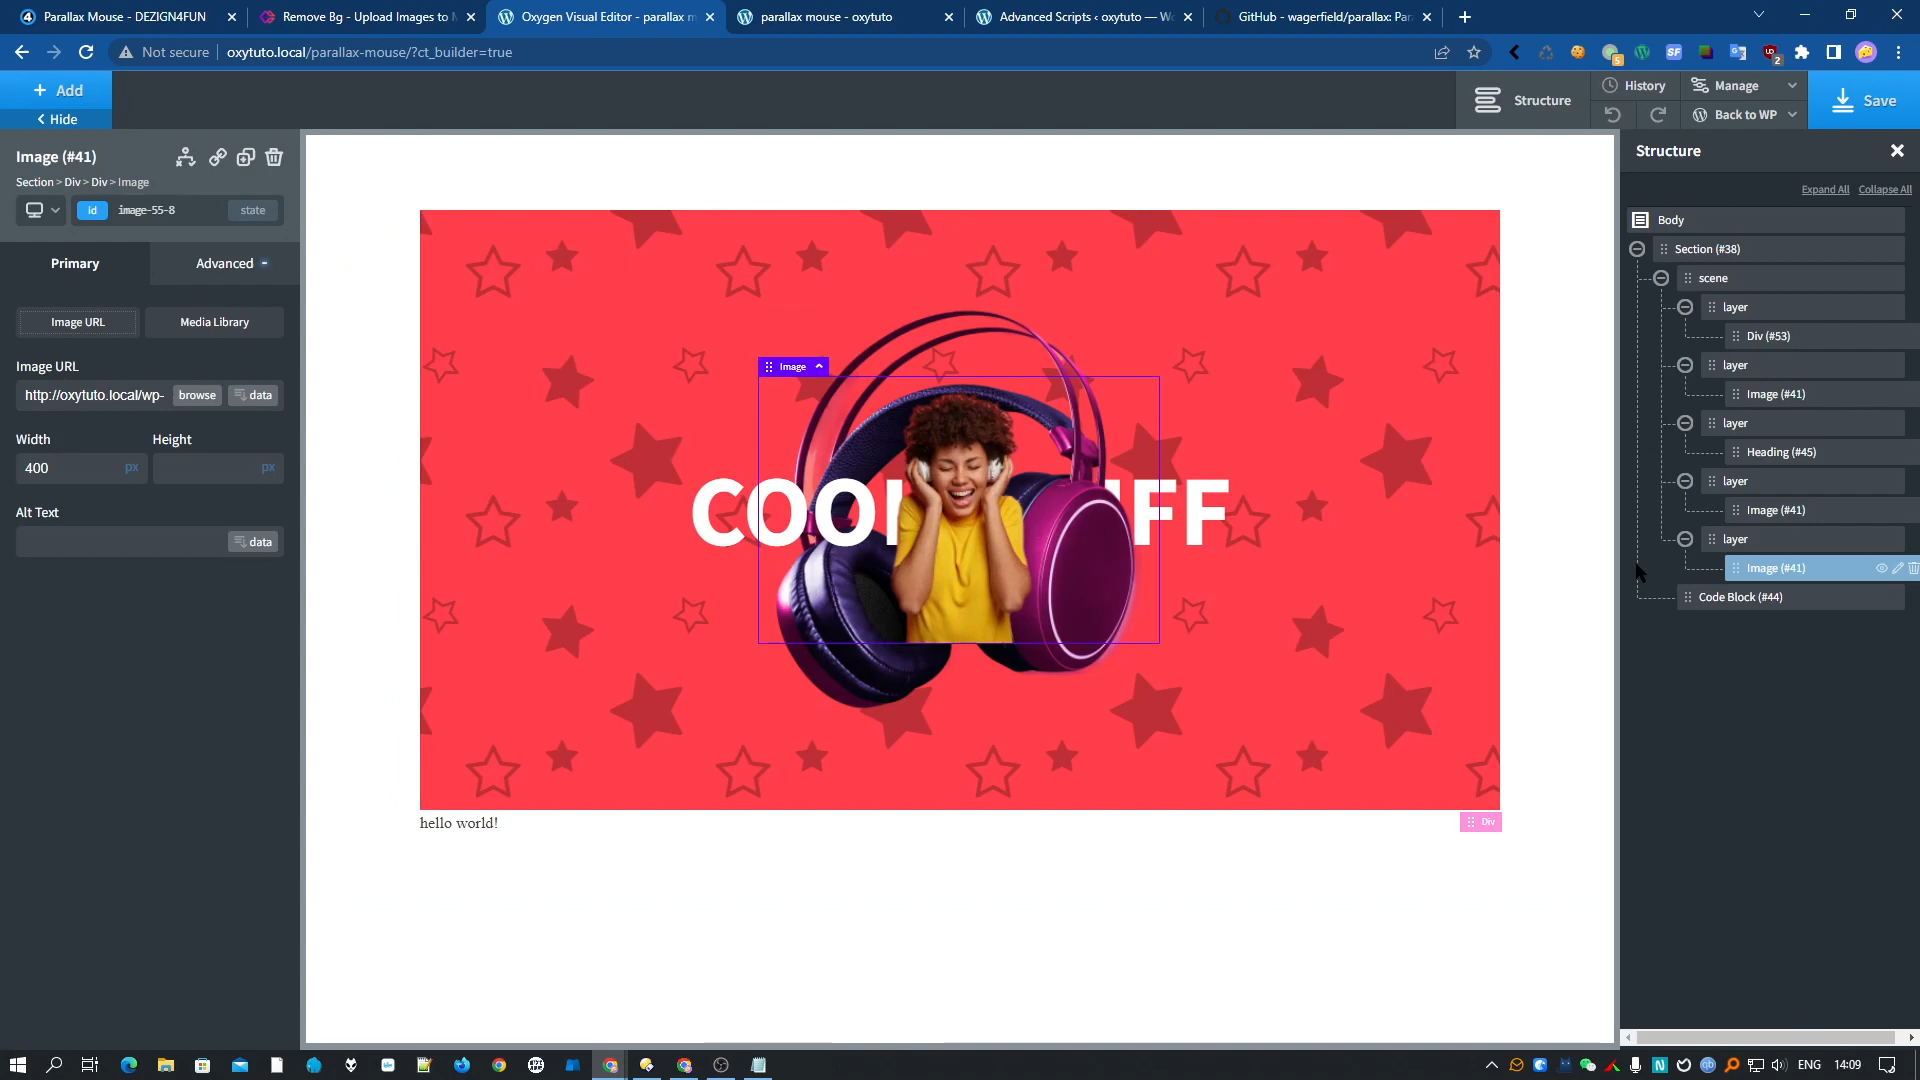 Parallax Mouse - DEZIGN4FUN
Remove Bg - Upload Images to
Oxygen Visual Editor - parallax m
parallax mouse - oxytuto
Advanced Scripts ‹ oxytuto — W
GitHub - wagerfield/parallax: Par
Not secure
oxytuto.local/parallax-mouse/?ct_builder=true
+ Add
Hide
Structure
History
Manage
Back to WP
Save
Image (#41)
Section > Div > Div > Image
id
image-55-8
state
Primary
Advanced
Image URL
Media Library
Image URL
http://oxytuto.local/wp-
browse
data
Width
Height
400
px
px
Alt Text
data
Image
COOL
FF
hello world!
Div
Structure
Expand All
Collapse All
Body
Section (#38)
scene
layer
Div (#53)
layer
Image (#41)
layer
Heading (#45)
layer
Image (#41)
layer
Image (#41)
Code Block (#44)
ENG
14:09